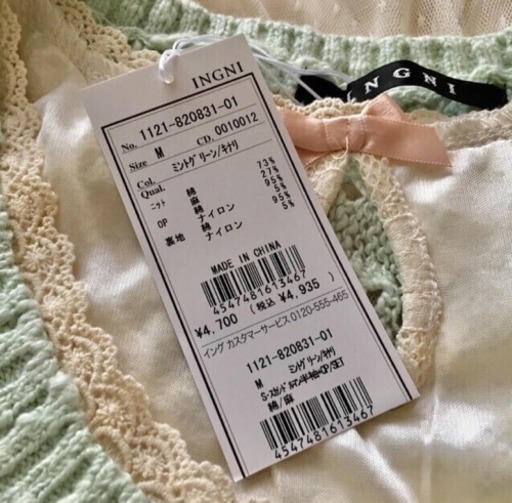 INGNI
NGNI
No. 1121-820831-01
Size M CD. 0010012
Col. ミントグリーン/キナリ
Qual.
ニット 綿 73%
麻 27%
OP 綿 95%
ナイロン 5%
裏地 綿 95%
ナイロン 5%
MADE IN CHINA
4547481613467
¥4,700 (税込 ¥4,935)
イング カスタマーサービス 0120-555-465
1121-820831-01
M ミントグリーン/キナリ
綿 麻
4547481613467